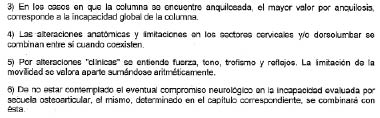 3) En los casos en que la columna se encuentre anquilosada, el mayor valor por anquilosis,
corresponde a la incapacidad global de la columna.
4) Las alteraciones anatómicas y limitaciones en los sectores cervicales y/o dorsolumbar se
combinan entre sí cuando coexisten.
5) Por alteraciones "clínicas" se entiende fuerza, tono, trofismo y reflejos. La limitación de la
movilidad se valora aparte sumándose aritméticamente.
6) De no estar contemplado el eventual compromiso neurológico en la incapacidad evaluada por
secuela osteoarticular, el mismo, determinado en el capítulo correspondiente, se combinará con
ésta.